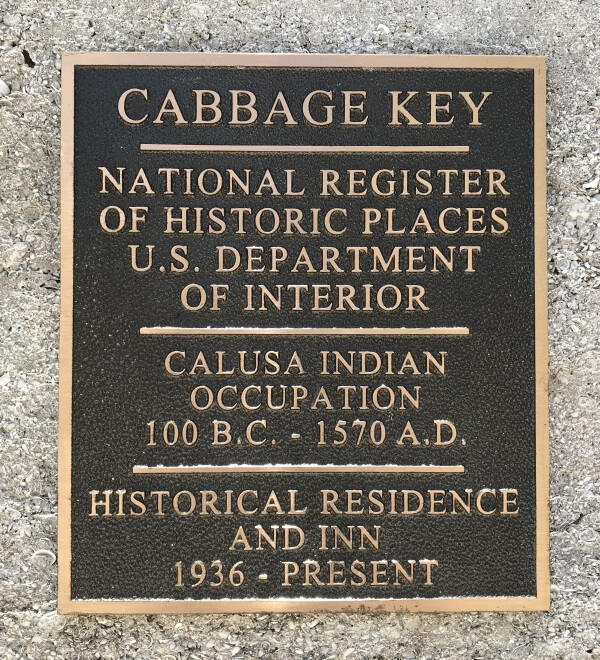 CABBAGE KEY
NATIONAL REGISTER
OF HISTORIC PLACES
U.S. DEPARTMENT
OF INTERIOR
CALUSA INDIAN
OCCUPATION
100 B.C. - 1570 A.D.
HISTORICAL RESIDENCE
AND INN
1936 - PRESENT